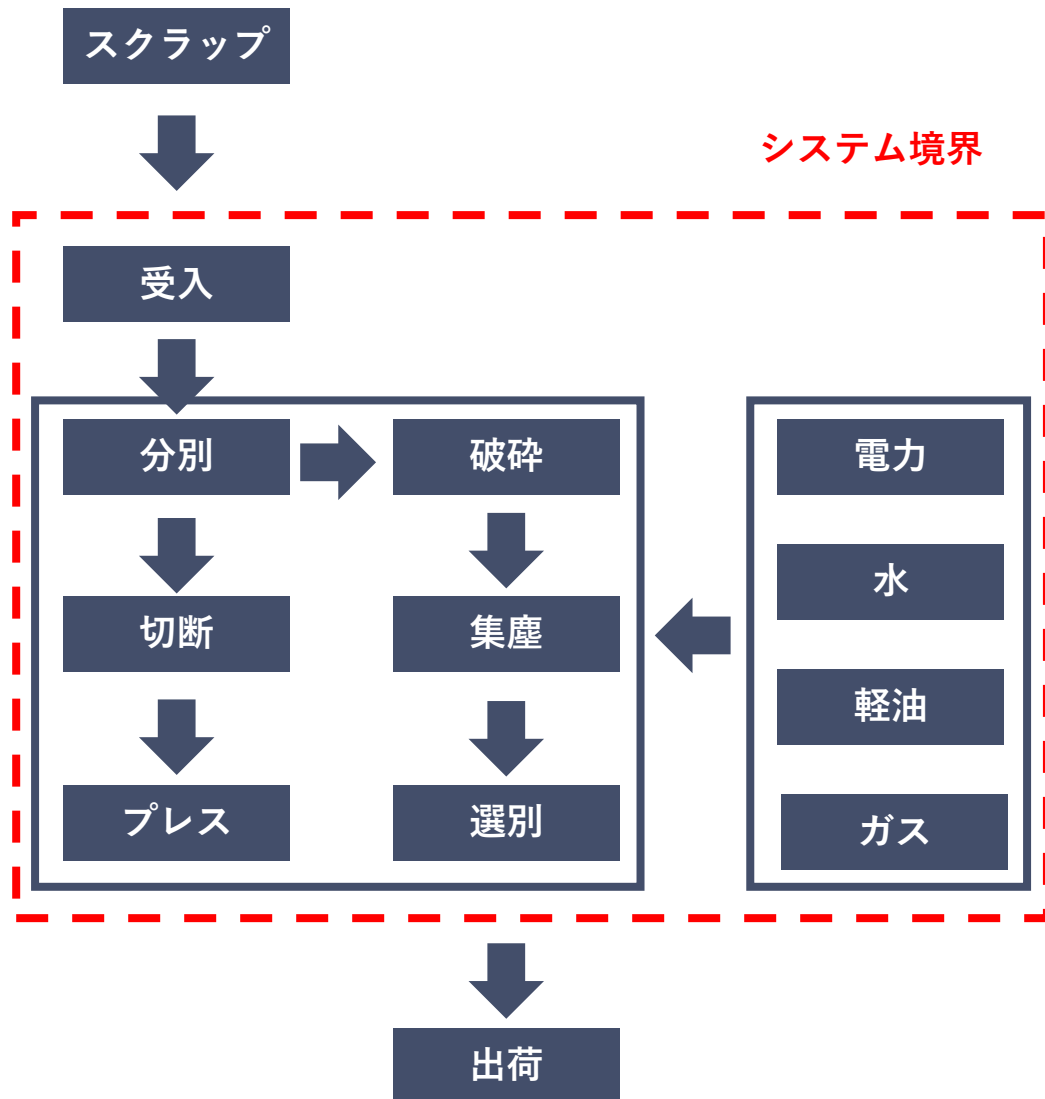 スクラップ
システム境界
受入
分別
破砕
電力
水
切断
集塵
軽油
プレス
選別
ガス
出荷